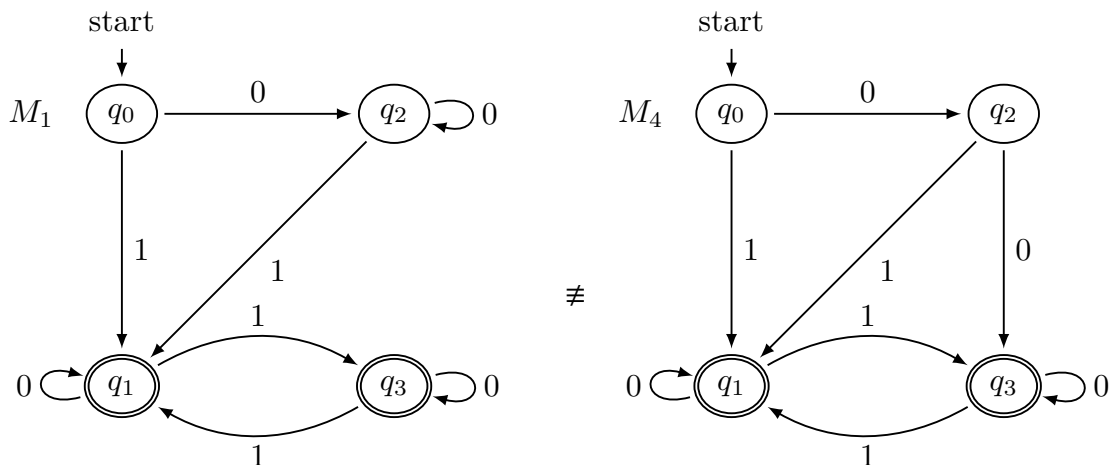 start start
M₁ q₀ 0 q₂ 0 M₄ q₀ 0 q₂
1 1 1 1 0
≢
1 1
0 q₁ q₃ 0 0 q₁ q₃ 0
1 1